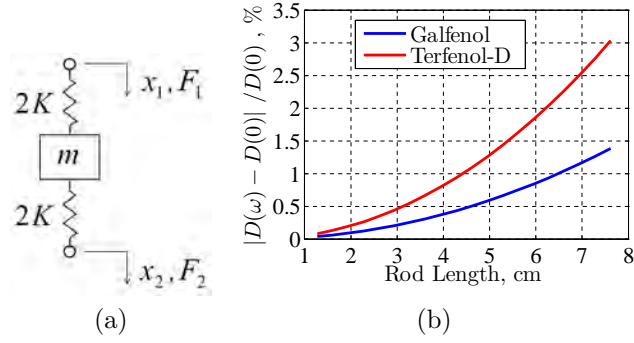 x₁, F₁
2K
m
2K
x₂, F₂
(a)
|D(ω) − D(0)| /D(0) , %
3.5
3
2.5
2
1.5
1
0.5
0
Galfenol
Terfenol-D
1 2 3 4 5 6 7 8
Rod Length, cm
(b)